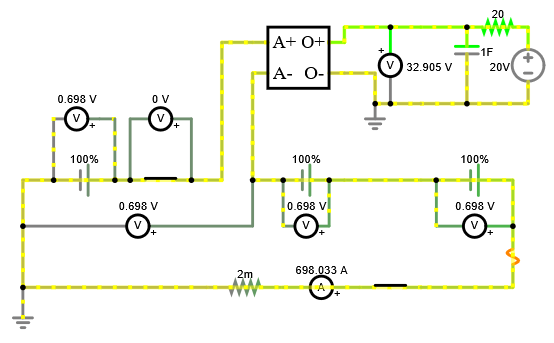 20
A+ O+
1F
+
V
32.905 V
20V
+
-
A- O-
0.698 V
0 V
V
+
V
+
100%
100%
100%
0.698 V
0.698 V
0.698 V
V
+
V
+
V
+
2m
698.033 A
A
+